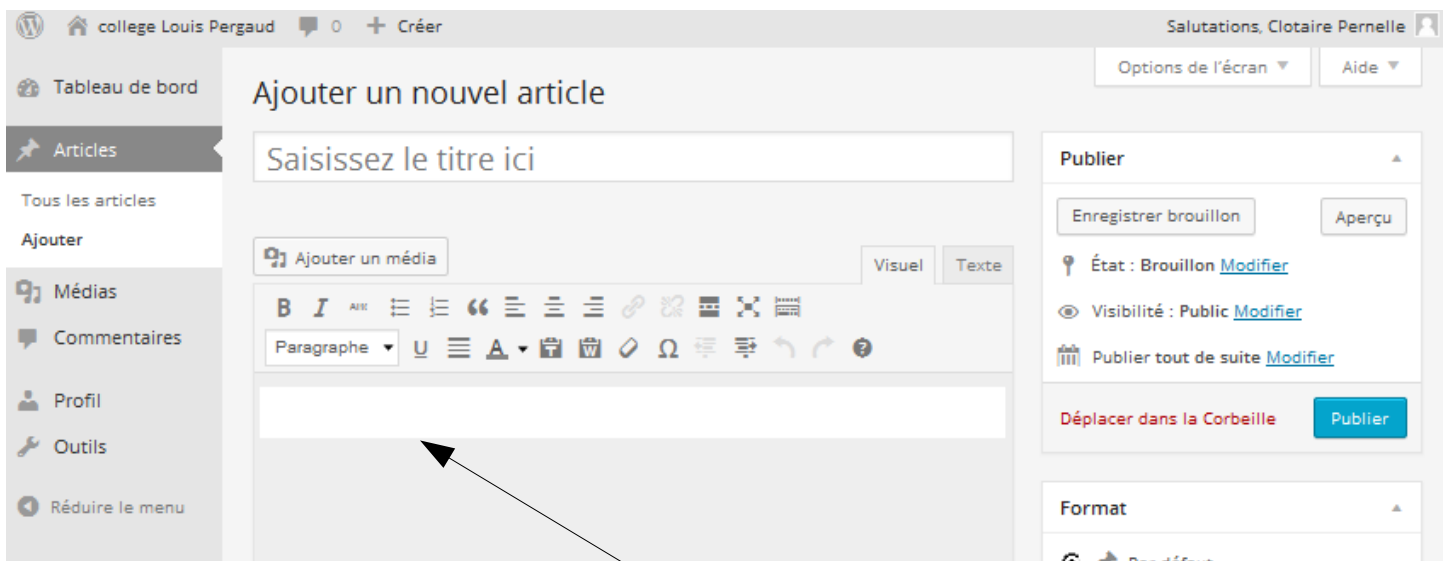 college Louis Pergaud 0 + Créer
Salutations, Clotaire Pernelle
Options de l'écran ▼
Aide ▼
Tableau de bord
Articles
Tous les articles
Ajouter
Médias
Commentaires
Profil
Outils
Réduire le menu
Ajouter un nouvel article
Saisissez le titre ici
Ajouter un média
Visuel
Texte
B I ABC
Paragraphe ▼ U A T W Ω ?
Publier
Enregistrer brouillon
Aperçu
État : Brouillon Modifier
Visibilité : Public Modifier
Publier tout de suite Modifier
Déplacer dans la Corbeille
Publier
Format
Par défaut